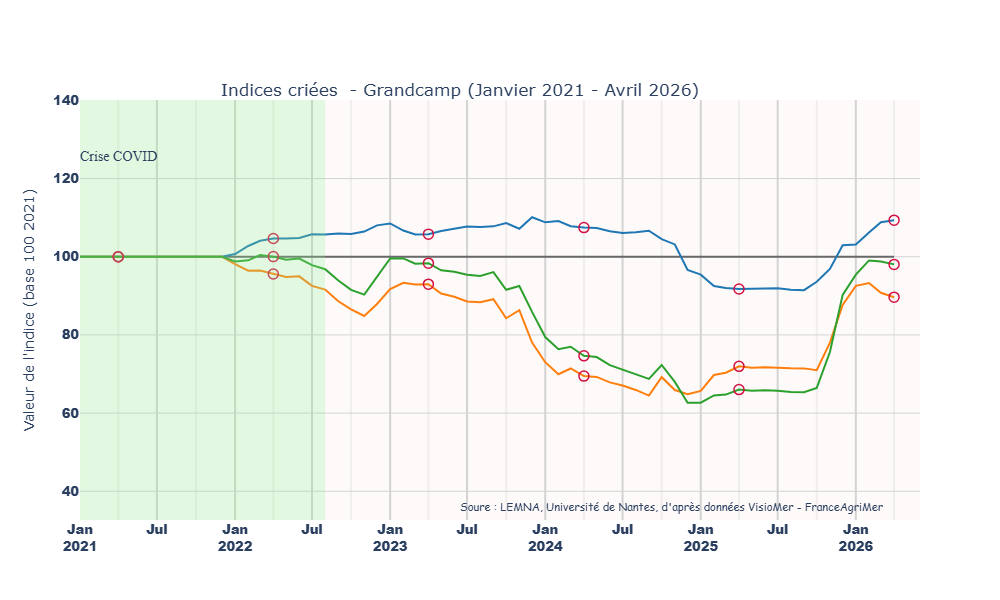 Indices criées  - Grandcamp (Janvier 2021 - Avril 2026)
Valeur de l'indice (base 100 2021)
140
120
100
80
60
40
Crise COVID
Soure : LEMNA, Université de Nantes, d'après données VisioMer - FranceAgriMer
Jan Jul Jan Jul Jan Jul Jan Jul Jan Jul Jan
2021 2022 2023 2024 2025 2026